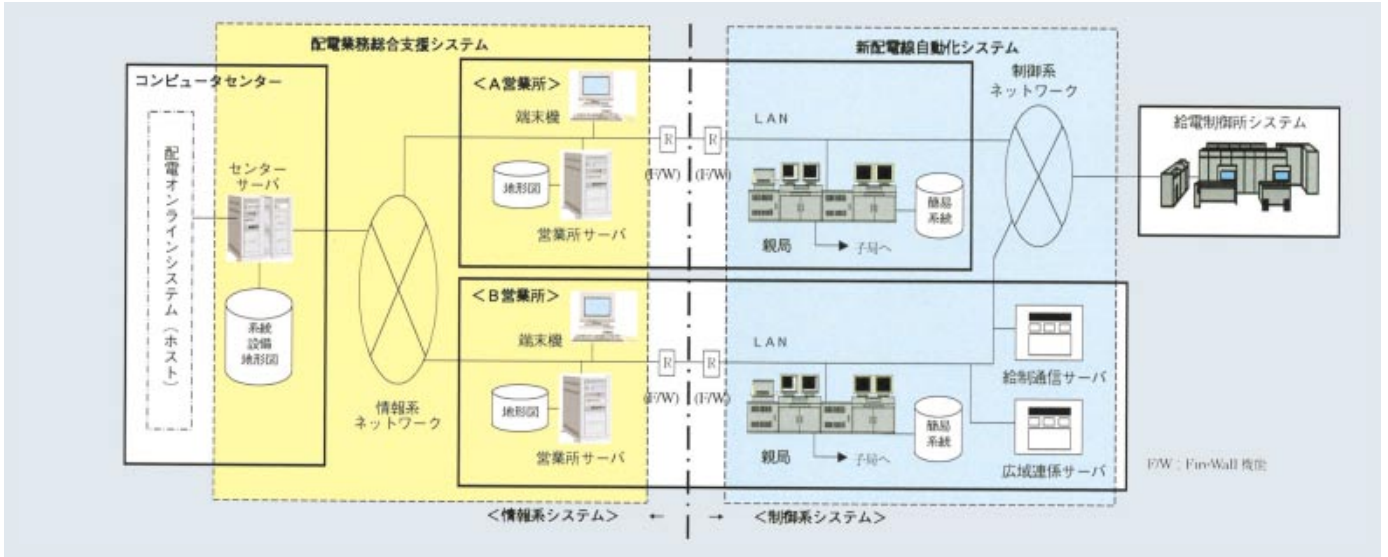 配電業務総合支援システム
新配電線自動化システム
コンピュータセンター
配電オンラインシステム（ホスト）
センター
サーバ
系統
設備
地形図
情報系
ネットワーク
＜A営業所＞
端末機
地形図
営業所サーバ
R
R
(F/W)
(F/W)
LAN
親局
子局へ
簡易
系統
制御系
ネットワーク
給電制御所システム
＜B営業所＞
端末機
地形図
営業所サーバ
R
R
(F/W)
(F/W)
LAN
親局
子局へ
簡易
系統
給制通信サーバ
広域連係サーバ
F/W：Fire-Wall 機能
＜情報系システム＞ ←
→ ＜制御系システム＞